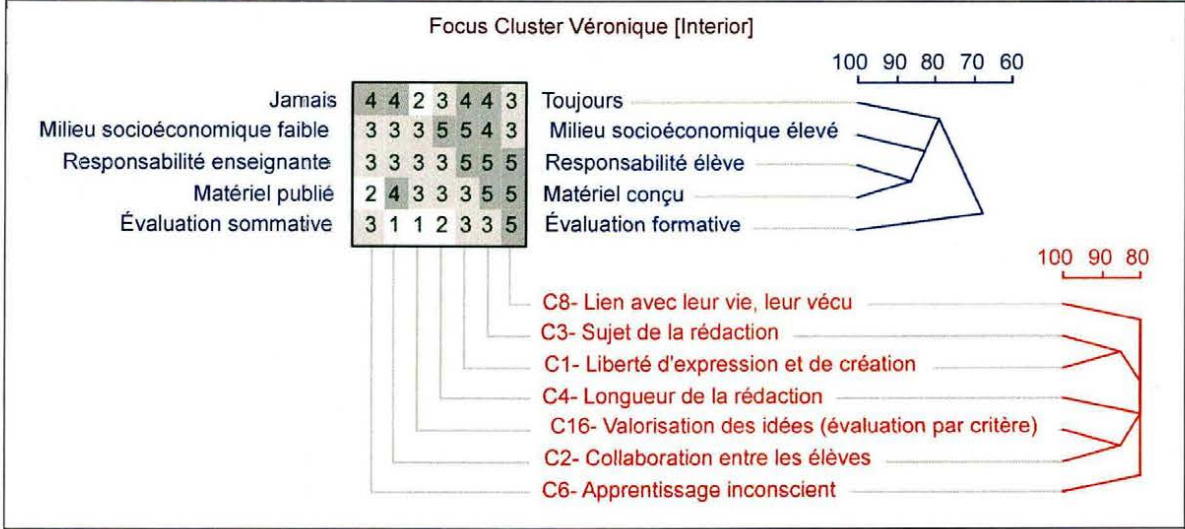 Focus Cluster Véronique [Interior]
100 90 80 70 60
Jamais 4 4 2 3 4 4 3 Toujours
Milieu socioéconomique faible 3 3 3 5 5 4 3 Milieu socioéconomique élevé
Responsabilité enseignante 3 3 3 3 5 5 5 Responsabilité élève
Matériel publié 2 4 3 3 3 5 5 Matériel conçu
Évaluation sommative 3 1 1 2 3 3 5 Évaluation formative
100 90 80
C8- Lien avec leur vie, leur vécu
C3- Sujet de la rédaction
C1- Liberté d'expression et de création
C4- Longueur de la rédaction
C16- Valorisation des idées (évaluation par critère)
C2- Collaboration entre les élèves
C6- Apprentissage inconscient